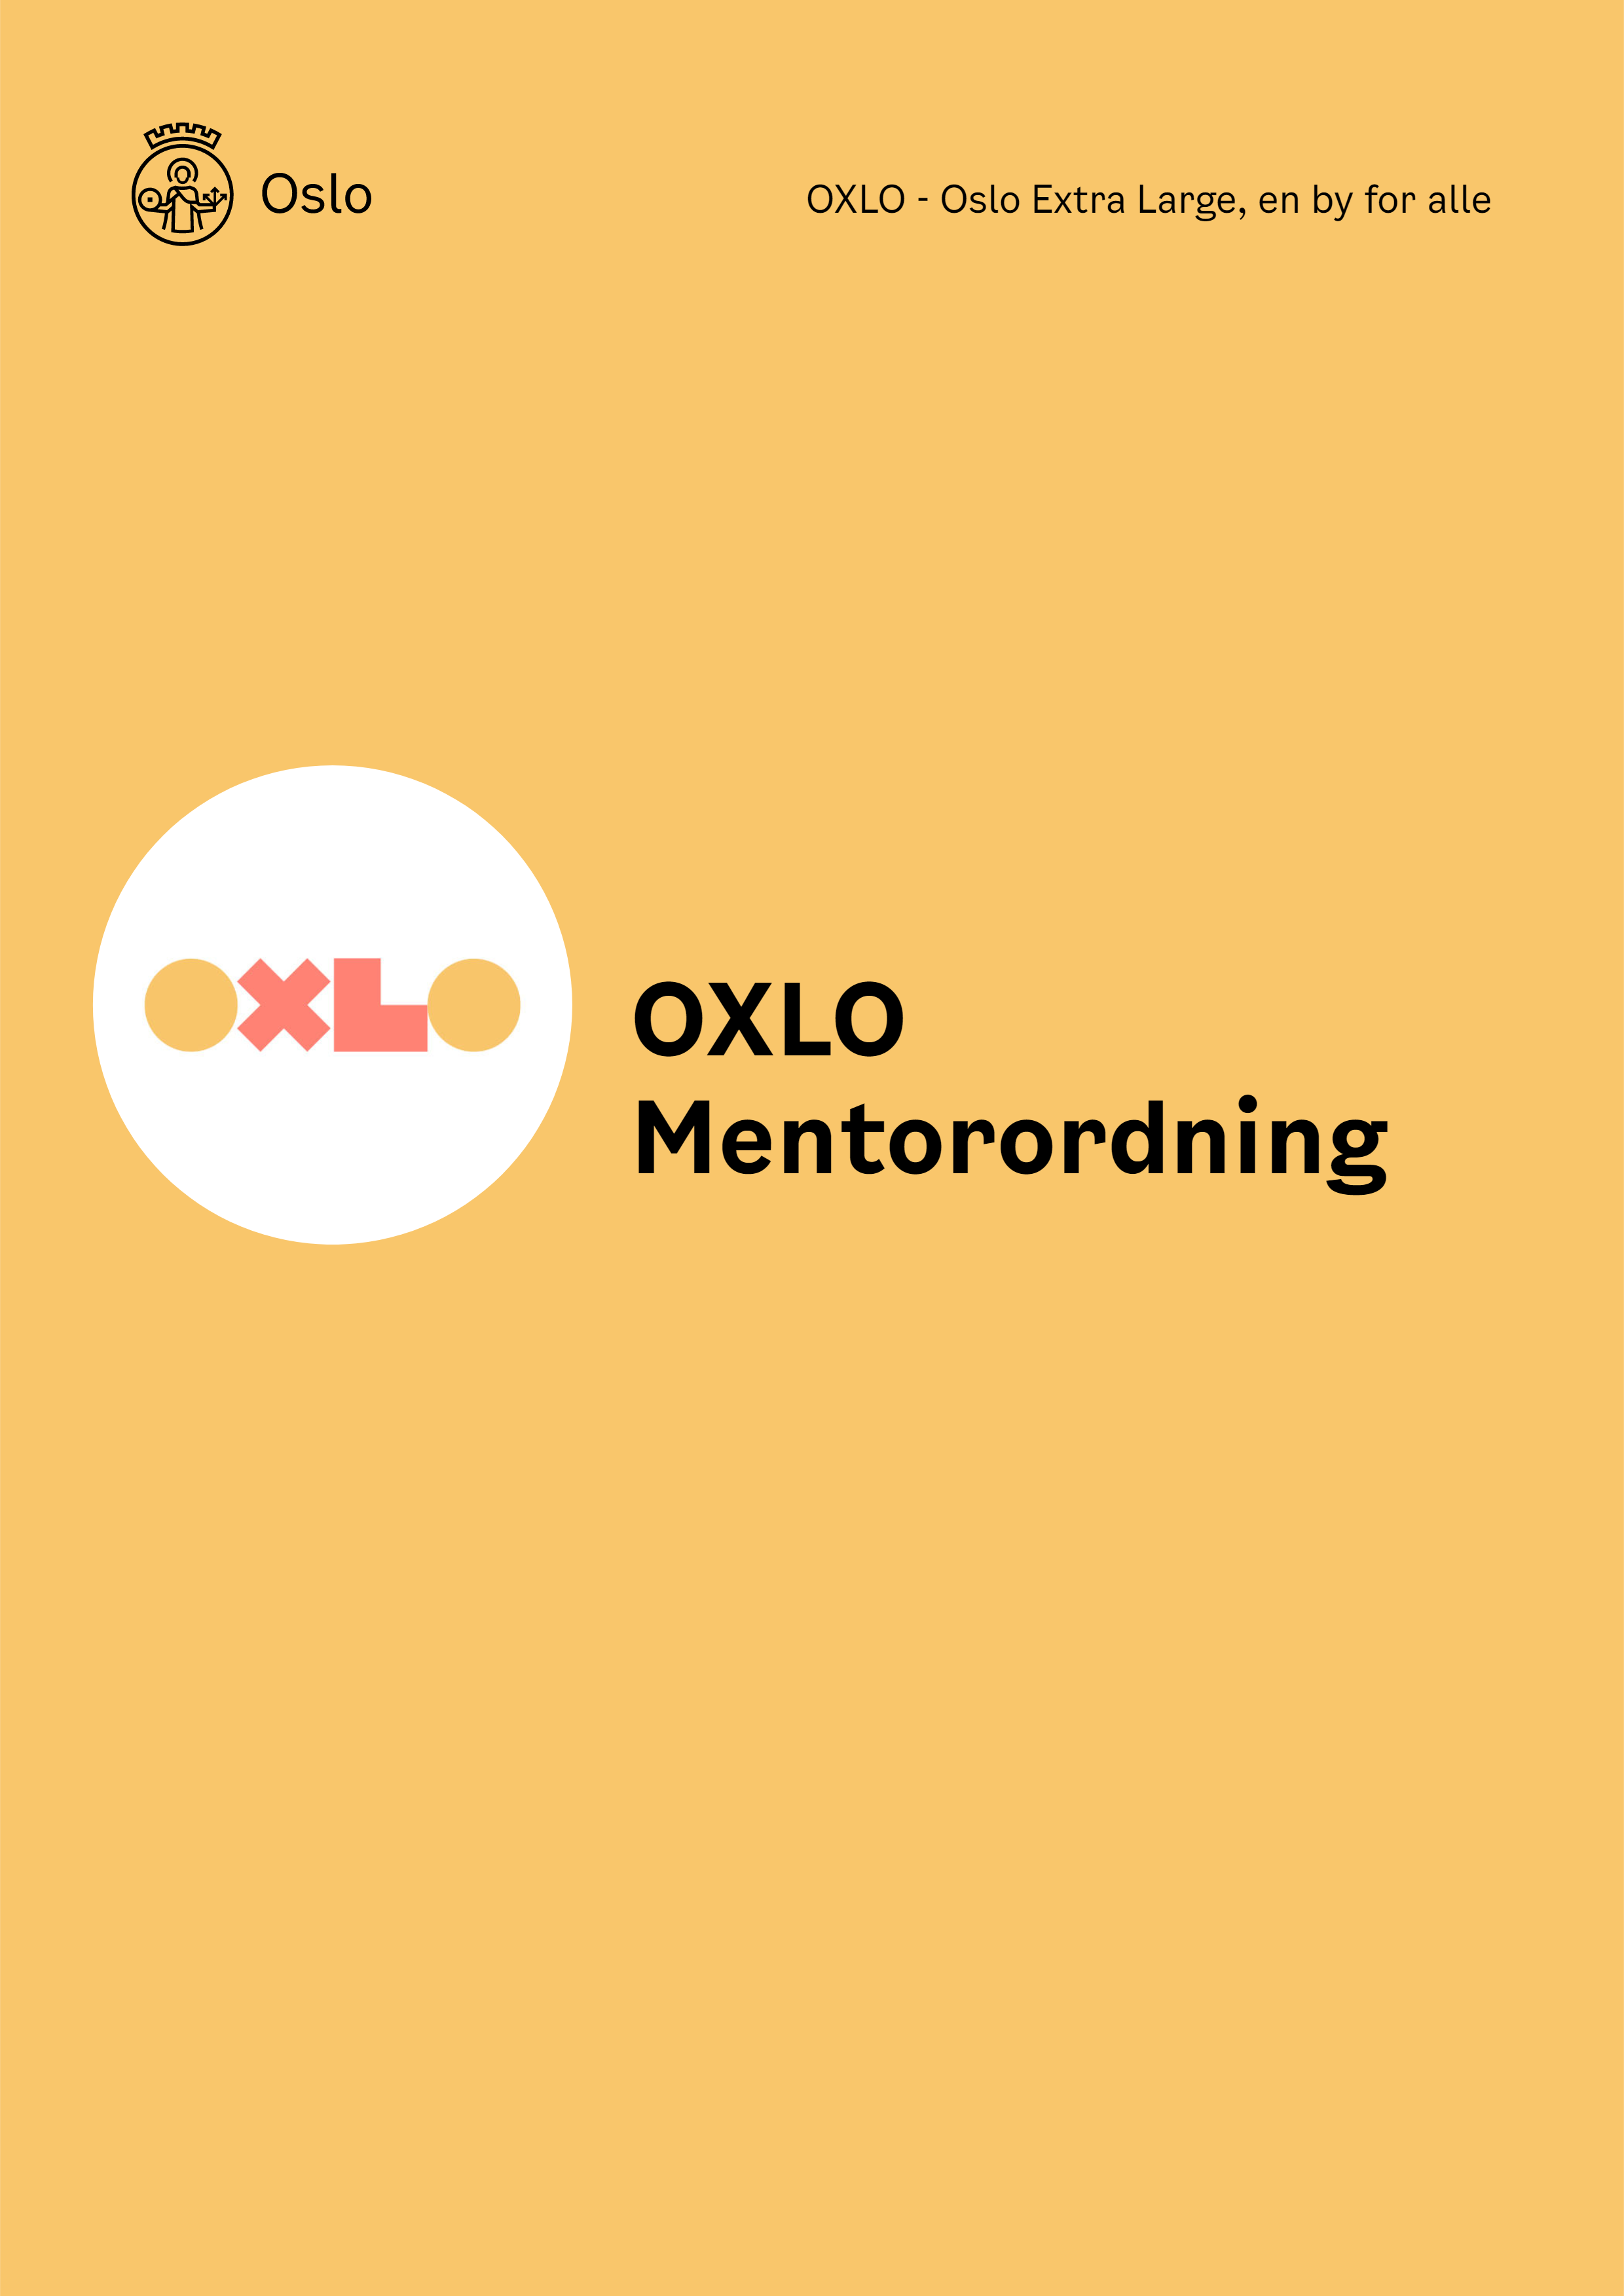 Oslo
OXLO - Oslo Extra Large, en by for alle
OXLO
OXLO
Mentorordning